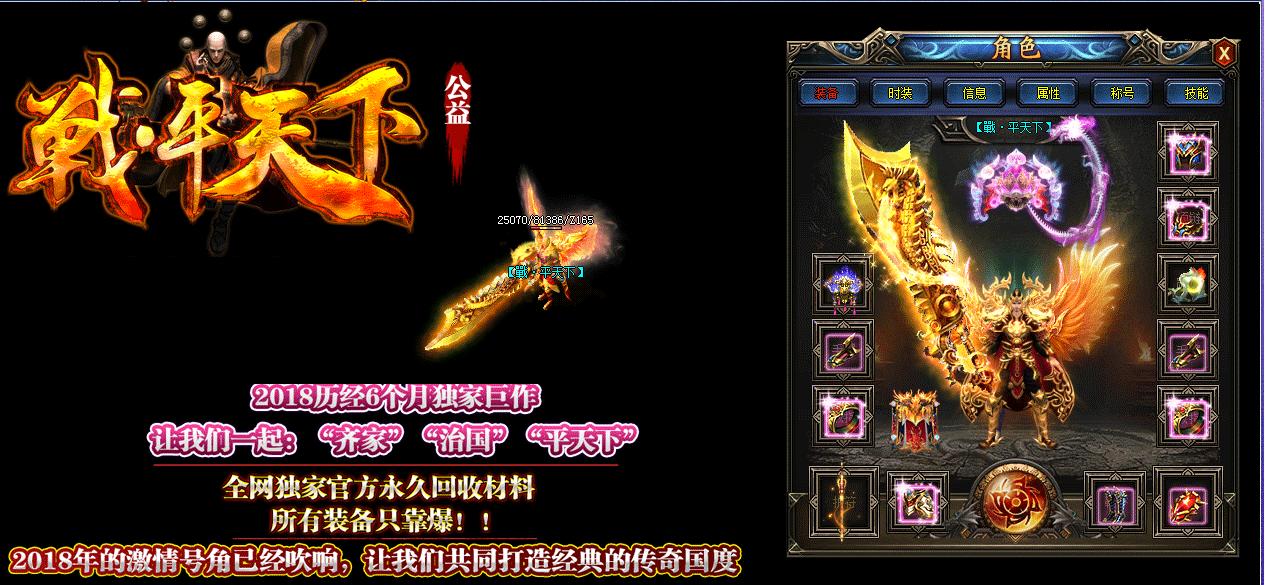 戰·平天下
公益
25070/81386/Z165
【戰·平天下】
2018历经6个月独家巨作
让我们一起：“齐家”“治国”“平天下”
全网独家官方永久回收材料
所有装备只靠爆！！
2018年的激情号角已经吹响，让我们共同打造经典的传奇国度
角色
X
装备 时装 信息 属性 称号 技能
【戰·平天下】